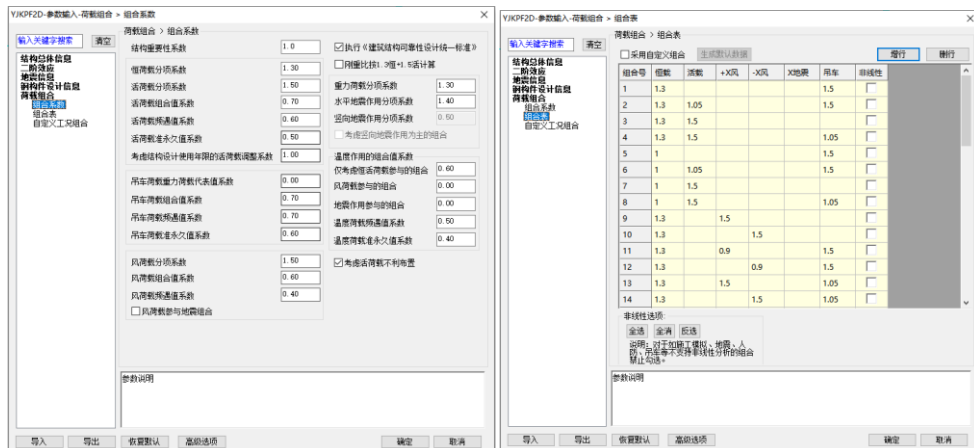 YJKPF2D-参数输入-荷载组合 > 组合系数
输入关键字搜索 清空
结构总体信息
二阶效应
地震信息
钢构件设计信息
荷载组合
组合系数
组合表
自定义工况组合
荷载组合 > 组合系数
结构重要性系数 1.0
恒荷载分项系数 1.30
活荷载分项系数 1.50
活荷载组合值系数 0.70
活荷载频遇值系数 0.60
活荷载准永久值系数 0.50
考虑结构设计使用年限的活荷载调整系数 1.00
吊车荷载重力荷载代表值系数 0.00
吊车荷载组合值系数 0.70
吊车荷载频遇值系数 0.70
吊车荷载准永久值系数 0.60
风荷载分项系数 1.50
风荷载组合值系数 0.60
风荷载频遇值系数 0.40
风荷载参与地震组合
执行《建筑结构可靠性设计统一标准》
刚重比按1.3恒+1.5活计算
重力荷载分项系数 1.30
水平地震作用分项系数 1.40
竖向地震作用分项系数 0.50
考虑竖向地震作用为主的组合
温度作用的组合值系数
仅考虑恒活荷载参与的组合 0.60
风荷载参与的组合 0.00
地震作用参与的组合 0.00
温度荷载频遇值系数 0.50
温度荷载准永久值系数 0.40
考虑活荷载不利布置
参数说明
导入 导出 恢复默认 高级选项 确定 取消
YJKPF2D-参数输入-荷载组合 > 组合表
输入关键字搜索 清空
结构总体信息
二阶效应
地震信息
钢构件设计信息
荷载组合
组合系数
组合表
自定义工况组合
荷载组合 > 组合表
采用自定义组合 生成默认数据 增行 删行
组合号 恒载 活载 +X风 -X风 X地震 吊车 非线性
1 1.3 1.5
2 1.3 1.05 1.5
3 1.3 1.5
4 1.3 1.5 1.05
5 1 1.5
6 1 1.05 1.5
7 1 1.5
8 1 1.5 1.05
9 1.3 1.5
10 1.3 1.5
11 1.3 0.9 1.5
12 1.3 0.9 1.5
13 1.3 1.5 1.05
14 1.3 1.5 1.05
非线性选项:
全选 全消 反选
说明:对于如施工模拟、地震、人
防、吊车等不支持非线性分析的组合
禁止勾选。
参数说明
导入 导出 恢复默认 高级选项 确定 取消